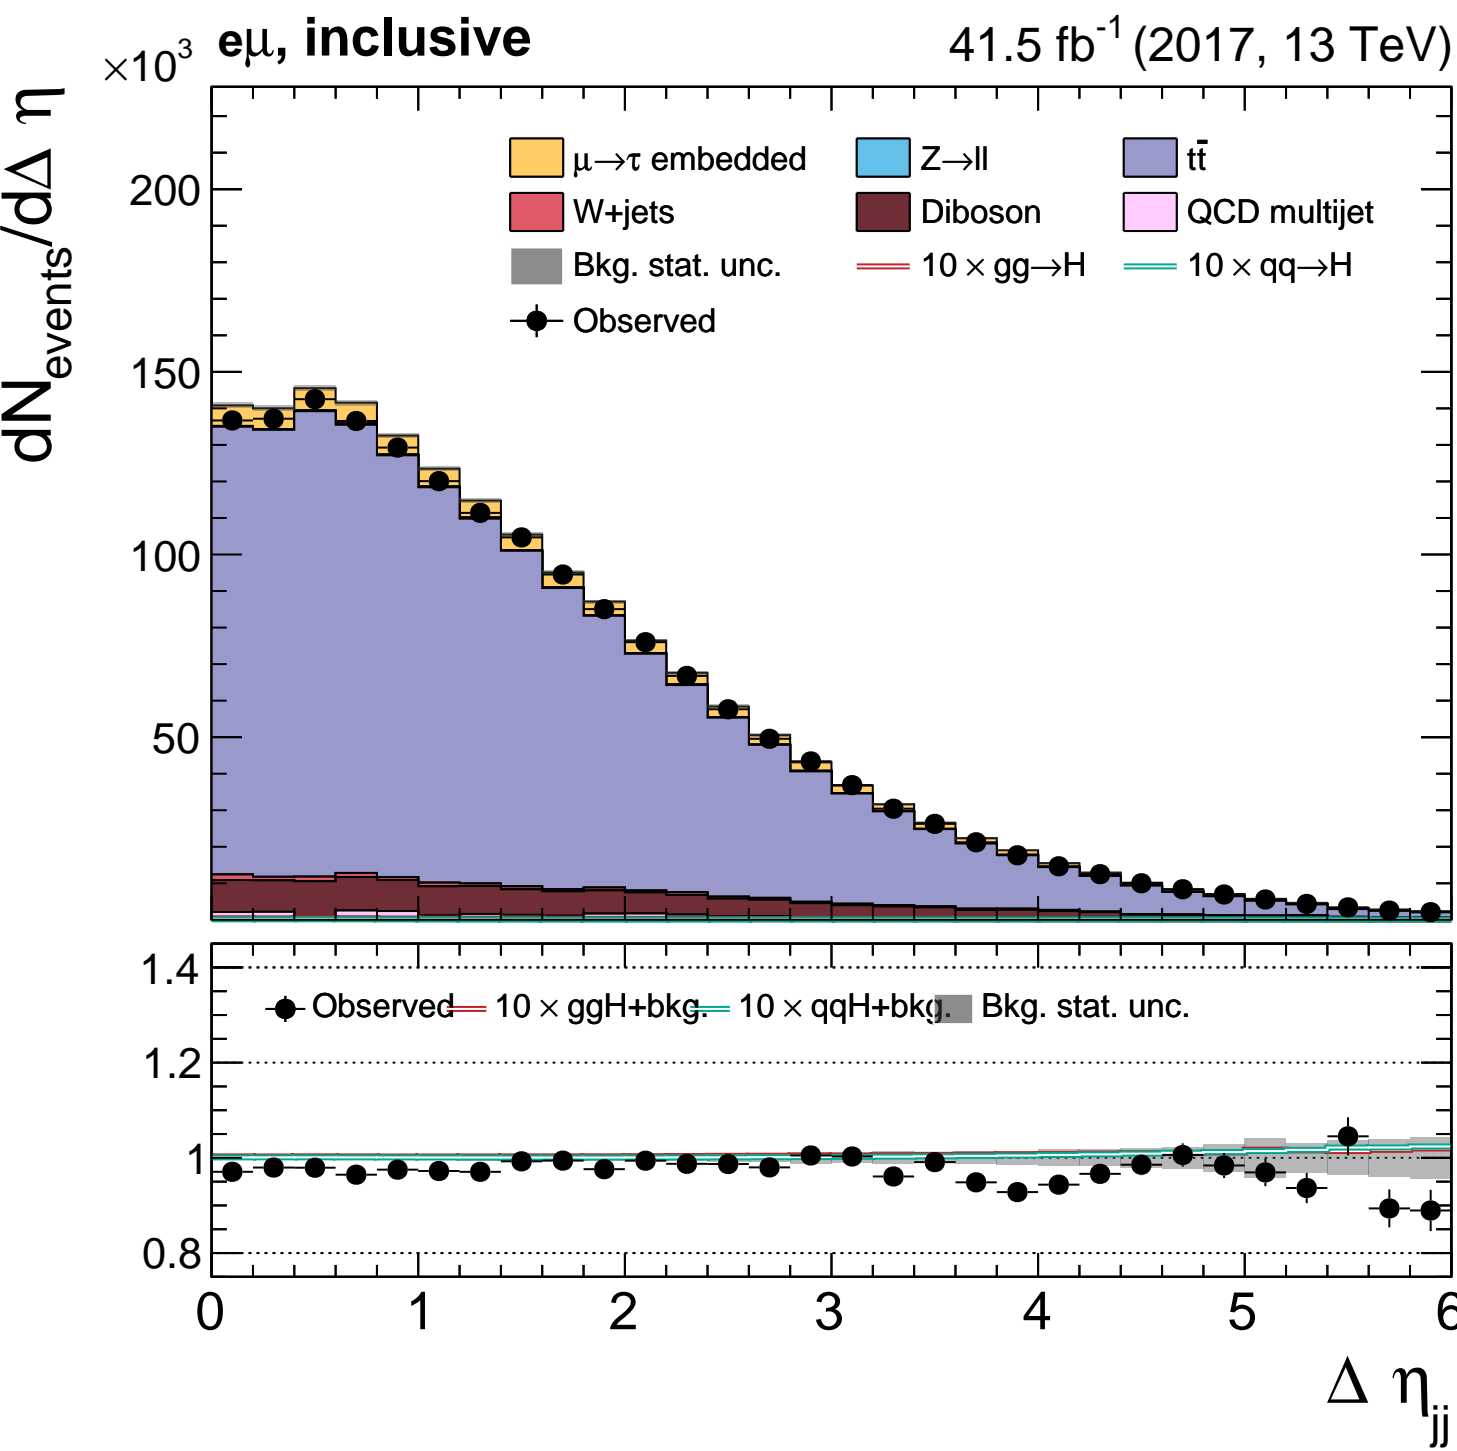 ×10³ eμ, inclusive 41.5 fb⁻¹ (2017, 13 TeV)
dN_events/dΔ η
μ→τ embedded Z→ll tt̄
W+jets Diboson QCD multijet
Bkg. stat. unc. 10 × gg→H 10 × qq→H
Observed
200
150
100
50
1.4
Observed 10 × ggH+bkg. 10 × qqH+bkg. Bkg. stat. unc.
1.2
1
0.8
0 1 2 3 4 5 6
Δ η_jj